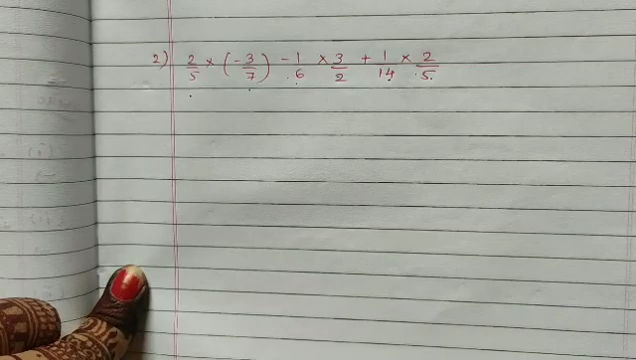 2) 2/5 × (-3/7) - 1/6 × 3/2 + 1/14 × 2/5